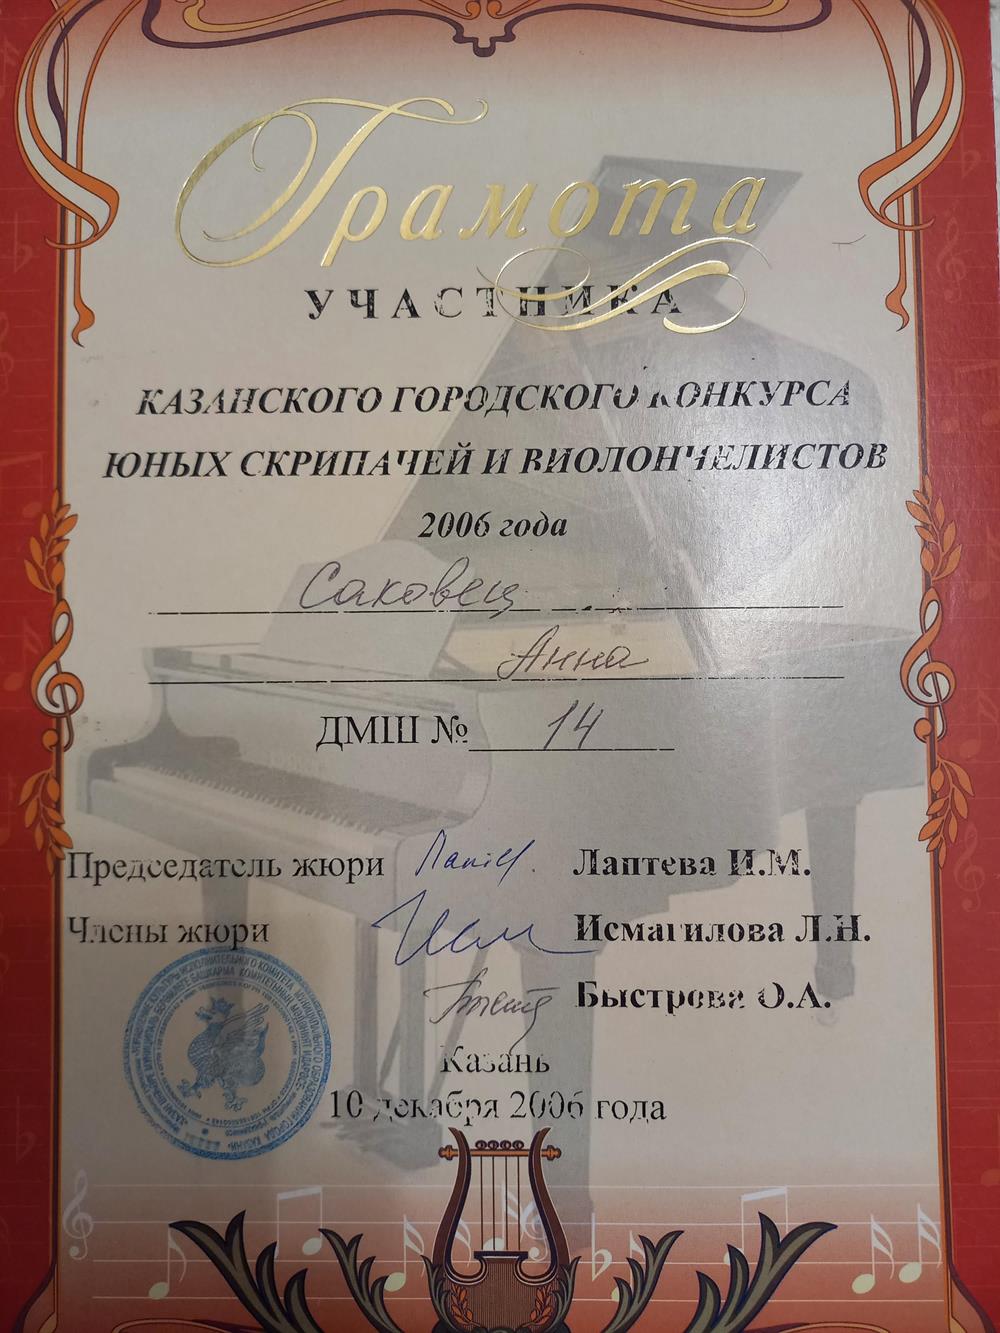 Грамота
УЧАСТНИКА
КАЗАНСКОГО ГОРОДСКОГО КОНКУРСА
ЮНЫХ СКРИПАЧЕЙ И ВИОЛОНЧЕЛИСТОВ
2006 года
Саковец
Анна
ДМШ № 14
Председатель жюри Лаптева И.М.
Члены жюри Исмагилова Л.Н.
Быстрова О.А.
Казань
10 декабря 2006 года